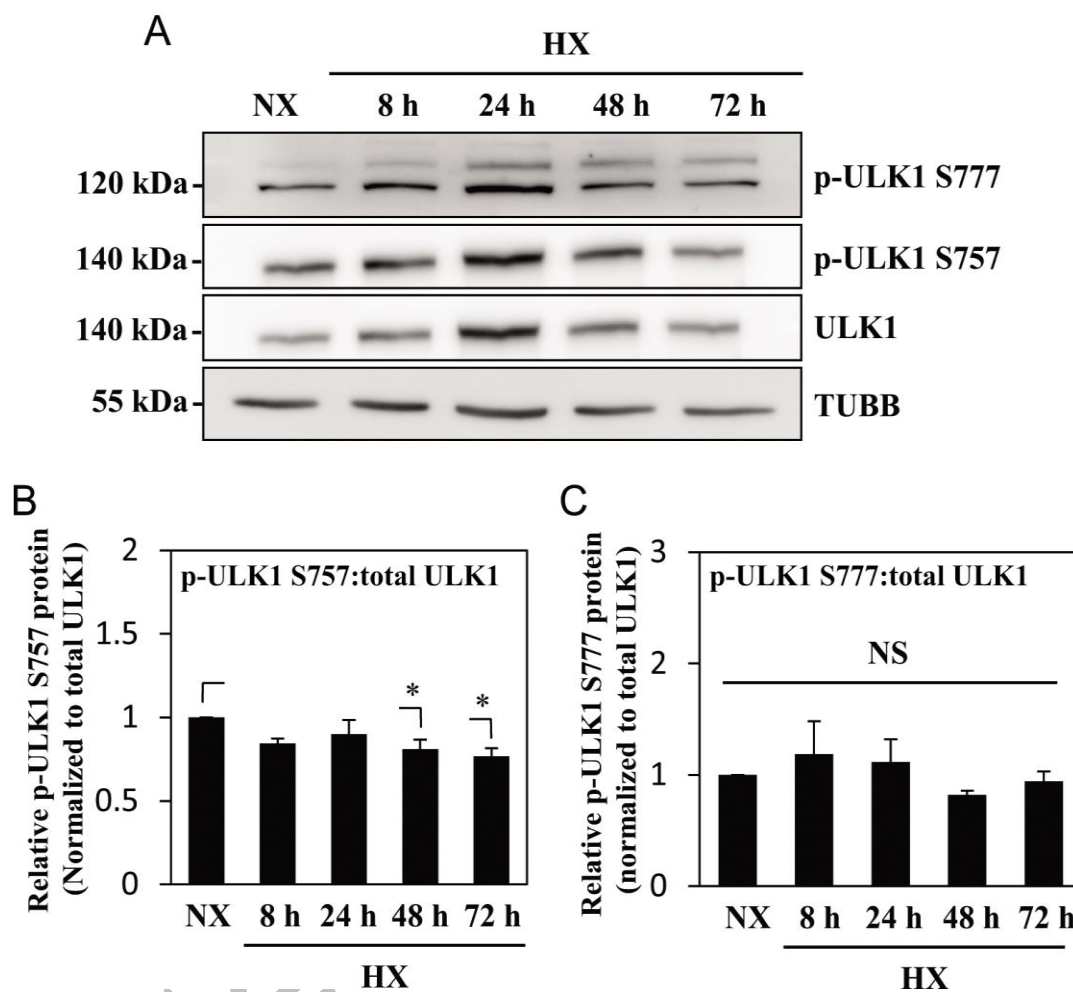 A
HX
NX 8 h 24 h 48 h 72 h
120 kDa- p-ULK1 S777
140 kDa- p-ULK1 S757
140 kDa- ULK1
55 kDa- TUBB
B
Relative p-ULK1 S757 protein
(Normalized to total ULK1)
p-ULK1 S757:total ULK1
2
1.5
1
0.5
0
* *
NX 8 h 24 h 48 h 72 h
HX
C
Relative p-ULK1 S777 protein
(normalized to total ULK1)
p-ULK1 S777:total ULK1
3
2
1
0
NS
NX 8 h 24 h 48 h 72 h
HX